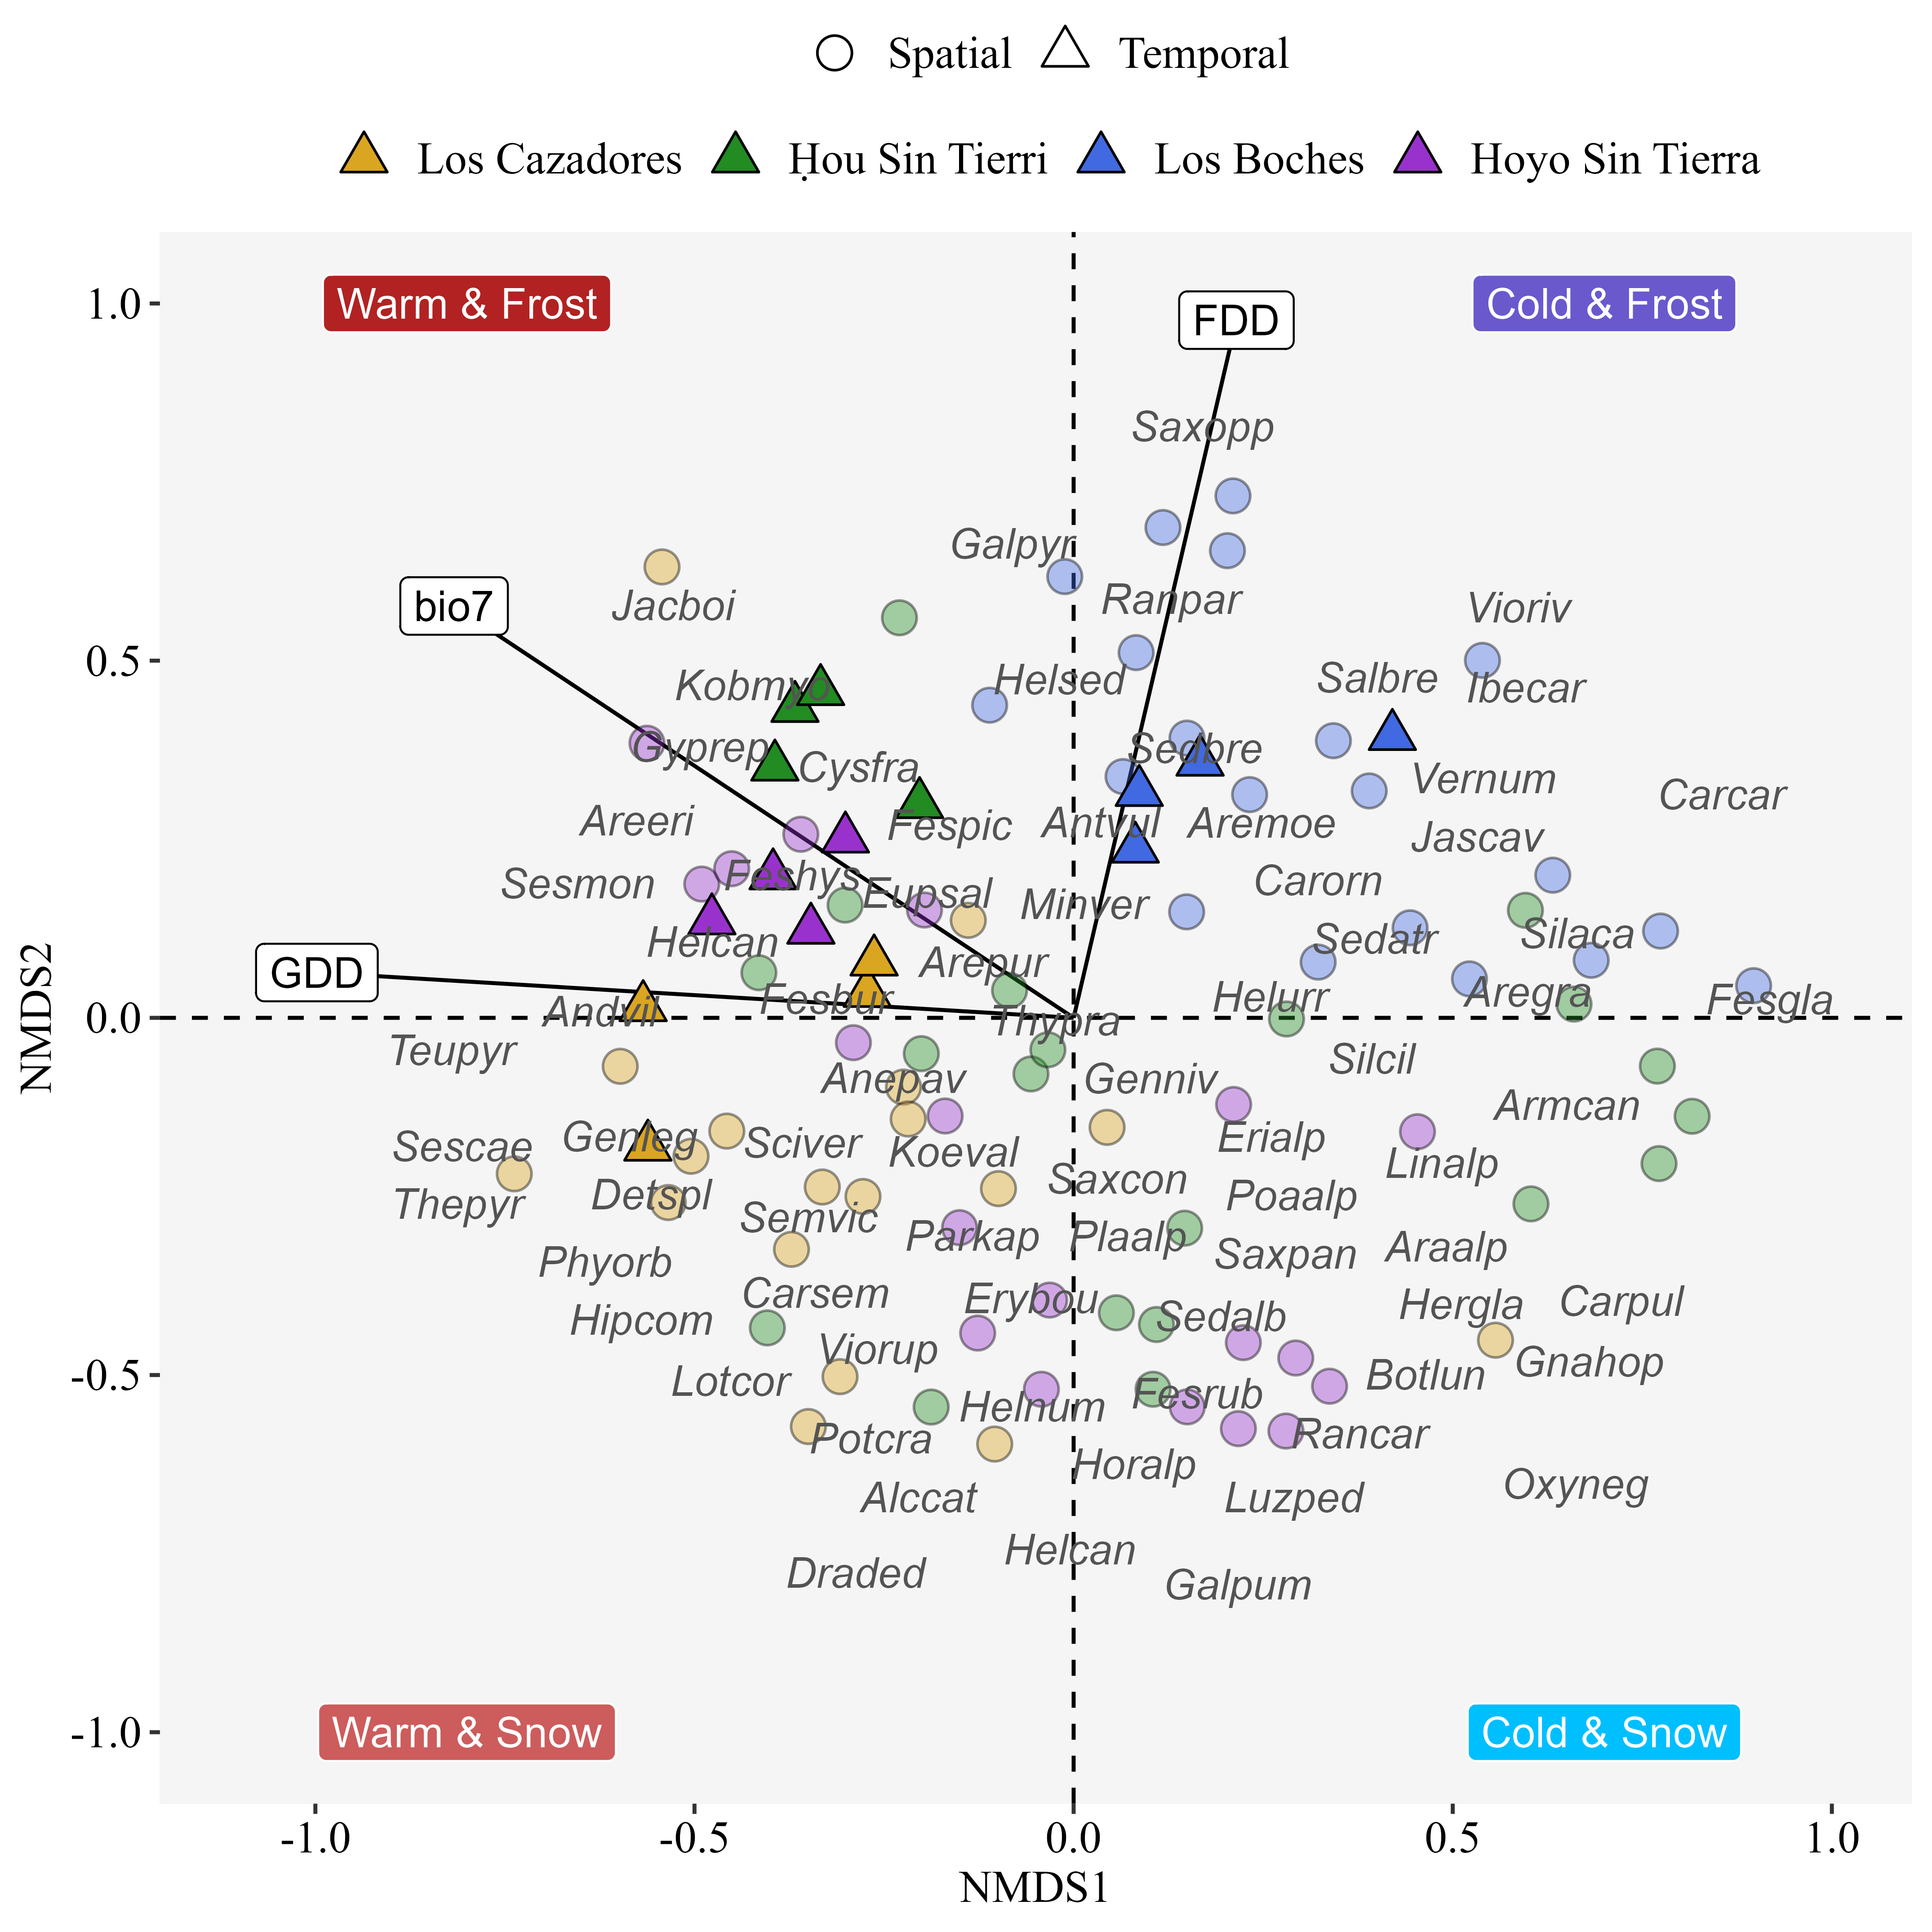 Spatial Temporal
Los Cazadores Ḥou Sin Tierri Los Boches Hoyo Sin Tierra
1.0
Warm & Frost
Cold & Frost
FDD
Saxopp
Galpyr
Ranpar
Vioriv
bio7
Jacboi
0.5
Kobmyo
Helsed
Salbre
Ibecar
Gyprep
Cysfra
Sedbre
Vernum
Carcar
Areeri
Fespic
Antvul
Aremoe
Jascav
Sesmon
Feshys
Eupsal
Minver
Carorn
Helcan
Arepur
Sedatr
Silaca
GDD
Andvil
Fesbur
Helurr
Aregra
Fesgla
0.0
Thypra
Teupyr
Anepav
Genniv
Silcil
Armcan
Sescae
Genleg
Sciver
Koeval
Erialp
Linalp
Thepyr
Detspl
Semvic
Saxcon
Poaalp
Parkap
Plaalp
Saxpan
Araalp
Phyorb
Carsem
Erybou
Sedalb
Hergla
Carpul
Hipcom
Viorup
Botlun
Gnahop
-0.5
Lotcor
Helnum
Fesrub
Potcra
Rancar
Horalp
Alccat
Luzped
Oxyneg
Helcan
Draded
Galpum
-1.0
Warm & Snow
Cold & Snow
NMDS2
-1.0 -0.5 0.0 0.5 1.0
NMDS1